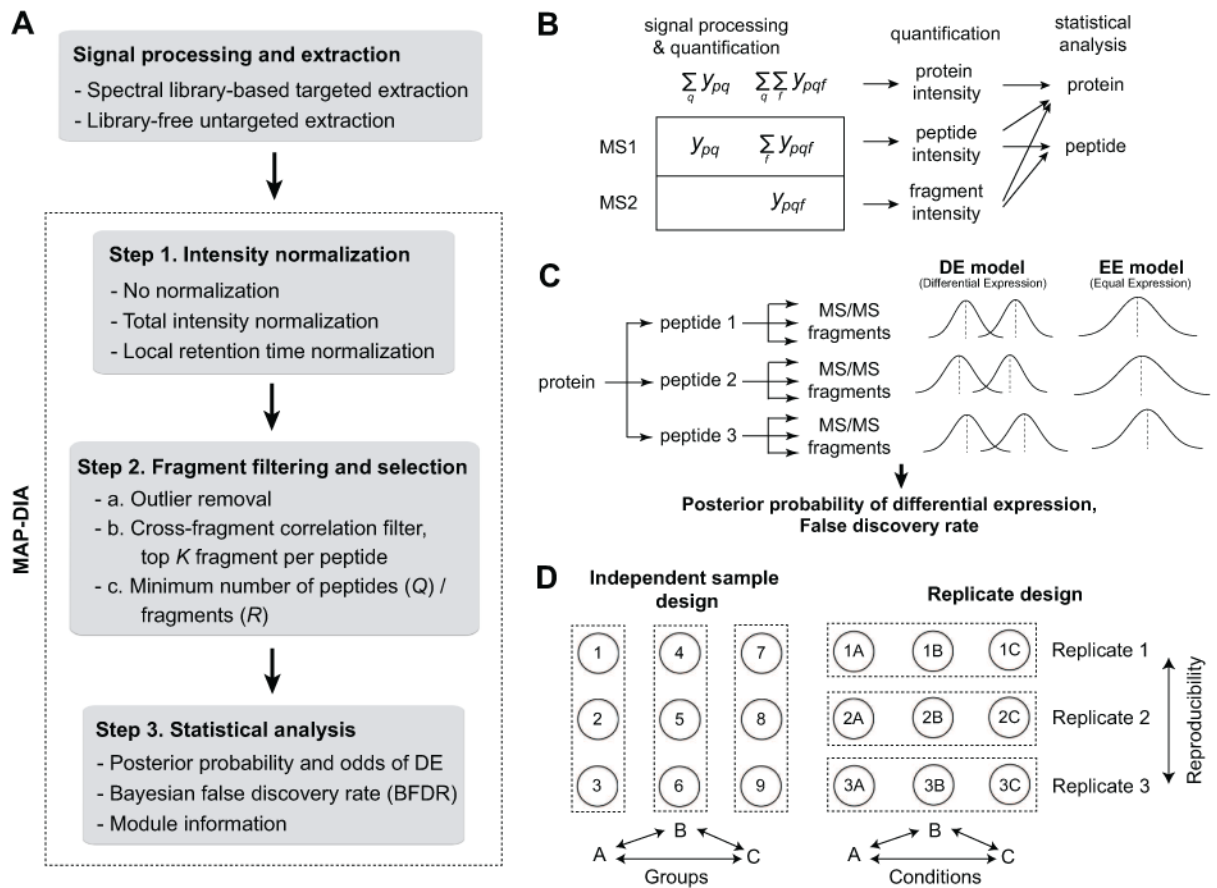 A
Signal processing and extraction
- Spectral library-based targeted extraction
- Library-free untargeted extraction
MAP-DIA
Step 1. Intensity normalization
- No normalization
- Total intensity normalization
- Local retention time normalization
Step 2. Fragment filtering and selection
- a. Outlier removal
- b. Cross-fragment correlation filter,
top K fragment per peptide
- c. Minimum number of peptides (Q) /
fragments (R)
Step 3. Statistical analysis
- Posterior probability and odds of DE
- Bayesian false discovery rate (BFDR)
- Module information
B
signal processing
& quantification
quantification
statistical
analysis
∑q ypq ∑q ∑f ypqf
protein
intensity
protein
MS1
ypq ∑f ypqf
peptide
intensity
peptide
MS2
ypqf
fragment
intensity
C
DE model
(Differential Expression)
EE model
(Equal Expression)
protein
peptide 1
MS/MS
fragments
peptide 2
MS/MS
fragments
peptide 3
MS/MS
fragments
Posterior probability of differential expression,
False discovery rate
D
Independent sample
design
1 4 7
2 5 8
3 6 9
A B C
Groups
Replicate design
1A 1B 1C Replicate 1
2A 2B 2C Replicate 2
3A 3B 3C Replicate 3
Reproducibility
A B C
Conditions